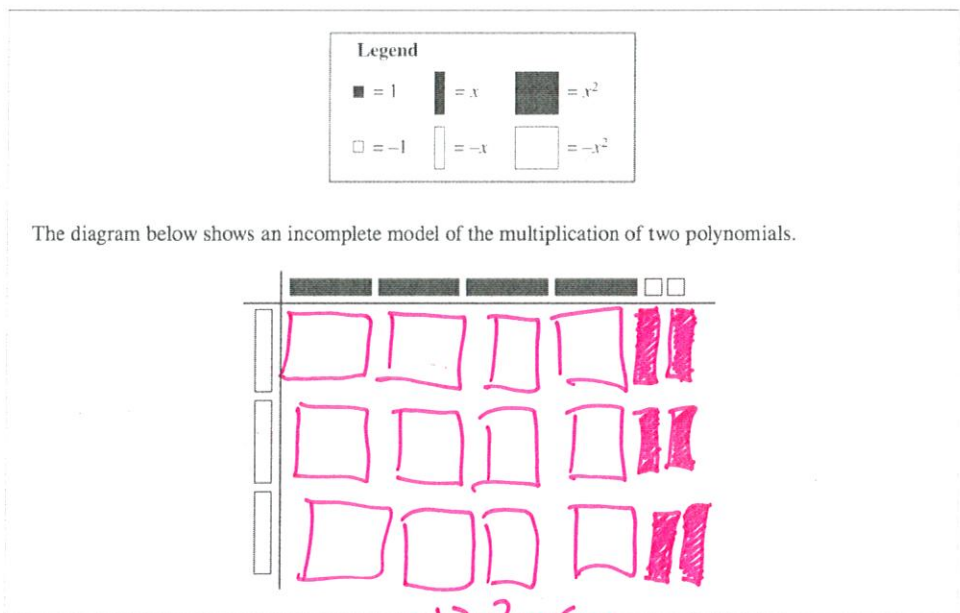 Legend
= 1 = x = x²
= −1 = −x = −x²
The diagram below shows an incomplete model of the multiplication of two polynomials.